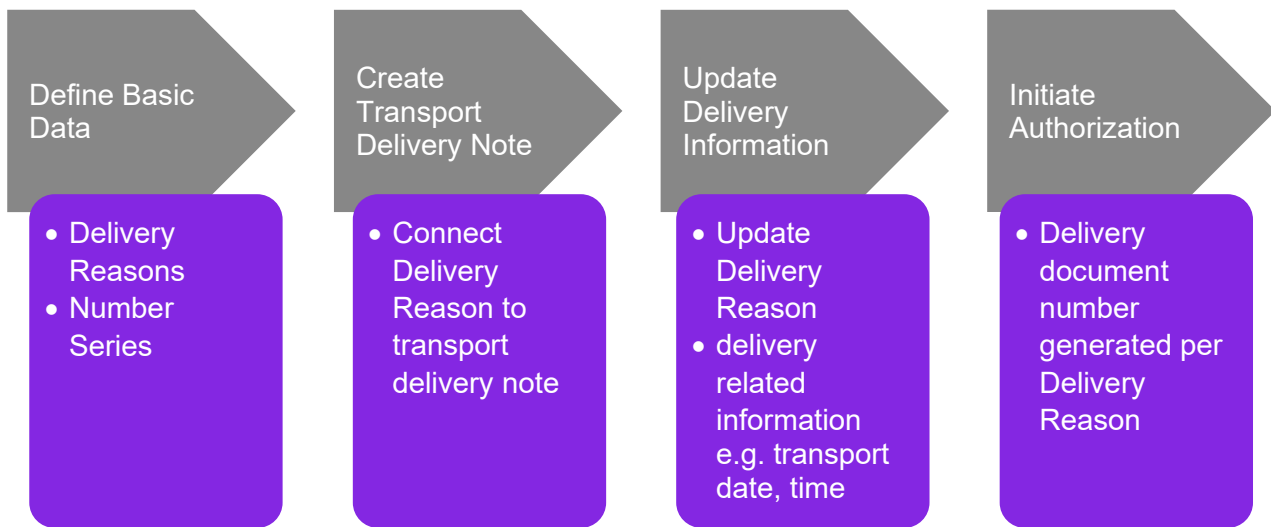 Define Basic
Data
• Delivery
Reasons
• Number
Series
Create
Transport
Delivery Note
• Connect
Delivery
Reason to
transport
delivery note
Update
Delivery
Information
• Update
Delivery
Reason
• delivery
related
information
e.g. transport
date, time
Initiate
Authorization
• Delivery
document
number
generated per
Delivery
Reason